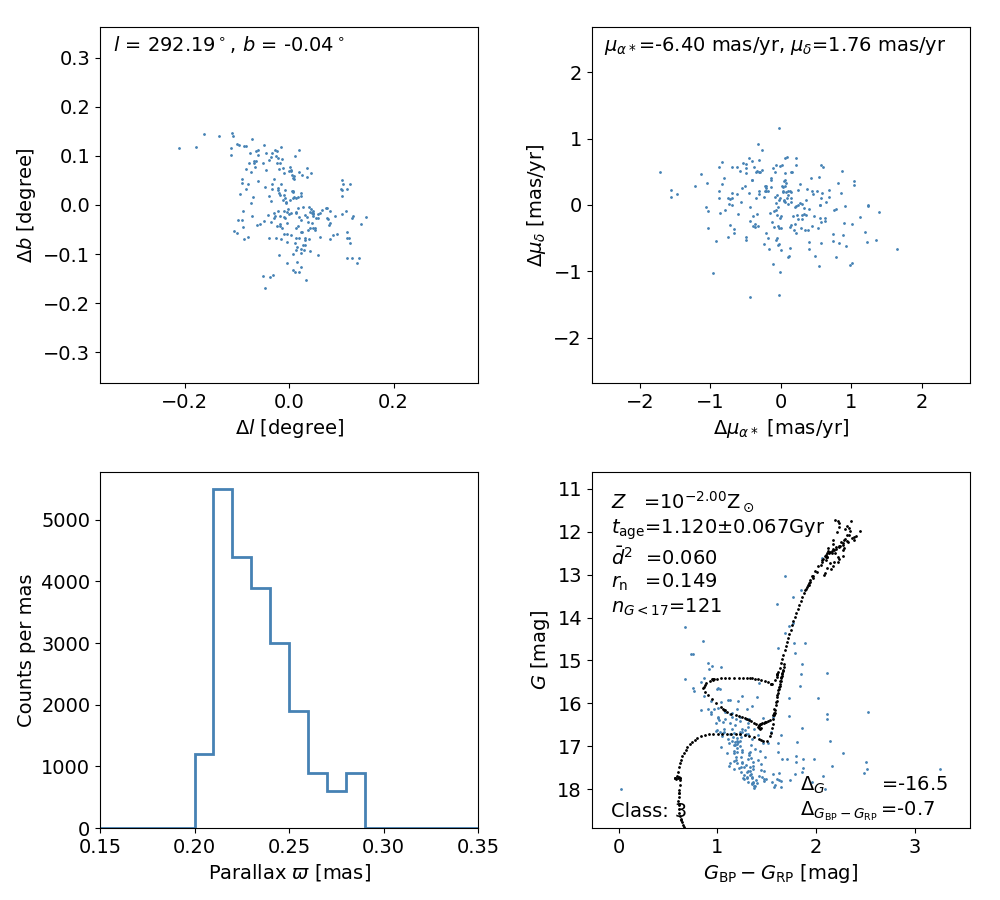 l = 292.19°, b = -0.04°
0.3
0.2
0.1
0.0
−0.1
−0.2
−0.3
Δb [degree]
−0.2 0.0 0.2
Δl [degree]
μα*=-6.40 mas/yr, μδ=1.76 mas/yr
2
1
0
−1
−2
Δμδ [mas/yr]
−2 −1 0 1 2
Δμα* [mas/yr]
5000
4000
3000
2000
1000
0
Counts per mas
0.15 0.20 0.25 0.30 0.35
Parallax ϖ [mas]
Z =10^−2.00Z⊙
t_age=1.120±0.067Gyr
d̄² =0.060
r_n =0.149
n_G<17=121
11
12
13
14
15
16
17
18
G [mag]
Δ_G =-16.5
Class: 3 Δ_GBP−GRP =-0.7
0 1 2 3
G_BP − G_RP [mag]